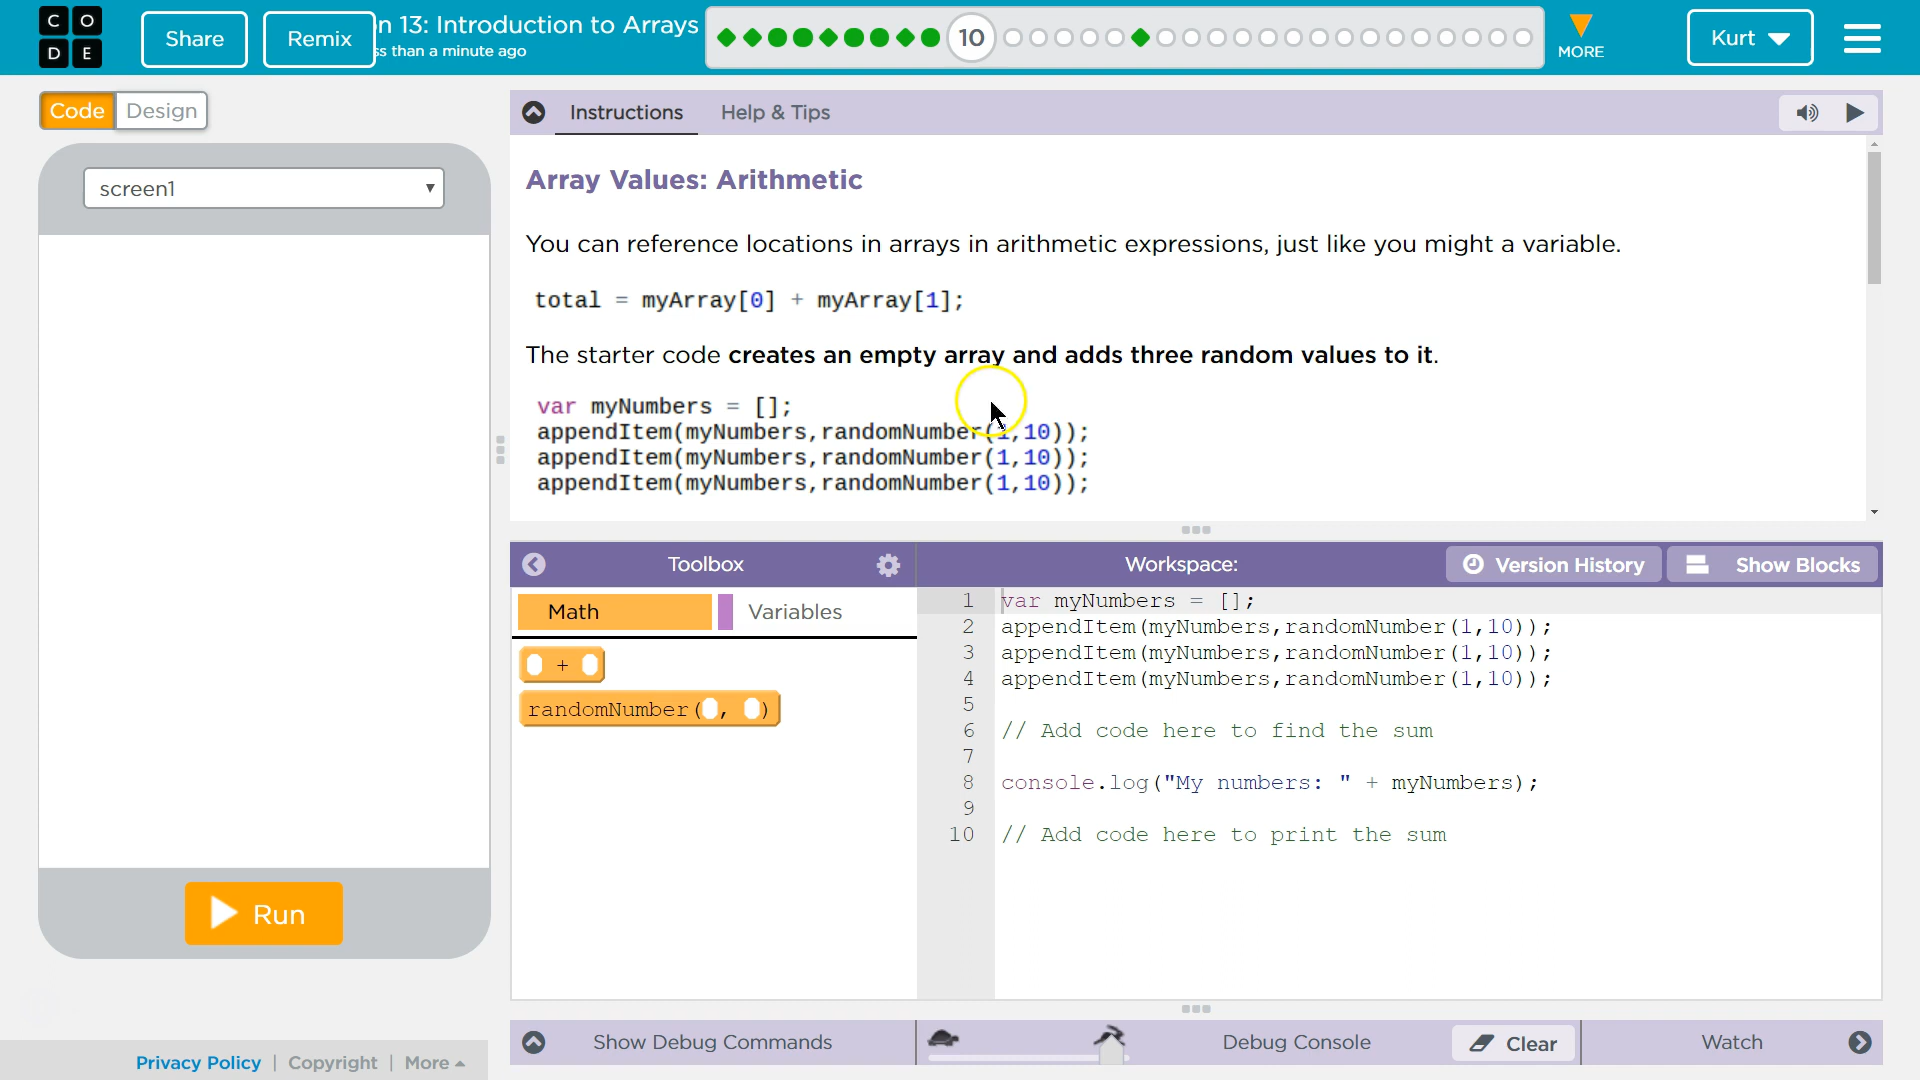 C O
D E
Share
Remix
n 13: Introduction to Arrays
ss than a minute ago
10
MORE
Kurt
Code
Design
screen1
Run
Instructions
Help & Tips
Array Values: Arithmetic
You can reference locations in arrays in arithmetic expressions, just like you might a variable.
total = myArray[0] + myArray[1];
The starter code creates an empty array and adds three random values to it.
var myNumbers = [];
appendItem(myNumbers,randomNumber(1,10));
appendItem(myNumbers,randomNumber(1,10));
appendItem(myNumbers,randomNumber(1,10));
Toolbox
Workspace:
Version History
Show Blocks
Math
Variables
+
randomNumber( , )
1 var myNumbers = [];
2 appendItem(myNumbers,randomNumber(1,10));
3 appendItem(myNumbers,randomNumber(1,10));
4 appendItem(myNumbers,randomNumber(1,10));
5
6 // Add code here to find the sum
7
8 console.log("My numbers: " + myNumbers);
9
10 // Add code here to print the sum
Show Debug Commands
Debug Console
Clear
Watch
Privacy Policy | Copyright | More